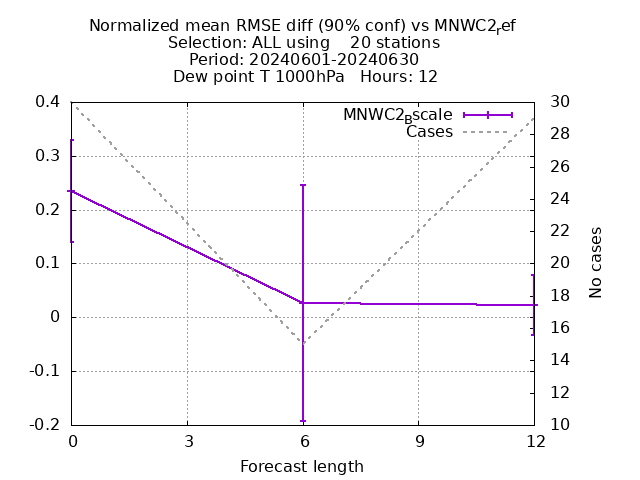 Normalized mean RMSE diff (90% conf) vs MNWC2ref
Selection: ALL using    20 stations
Period: 20240601-20240630
Dew point T 1000hPa   Hours: 12
MNWC2Bscale
Cases
0.4
0.3
0.2
0.1
0
-0.1
-0.2
30
28
26
24
22
20
18
16
14
12
10
No cases
0
3
6
9
12
Forecast length